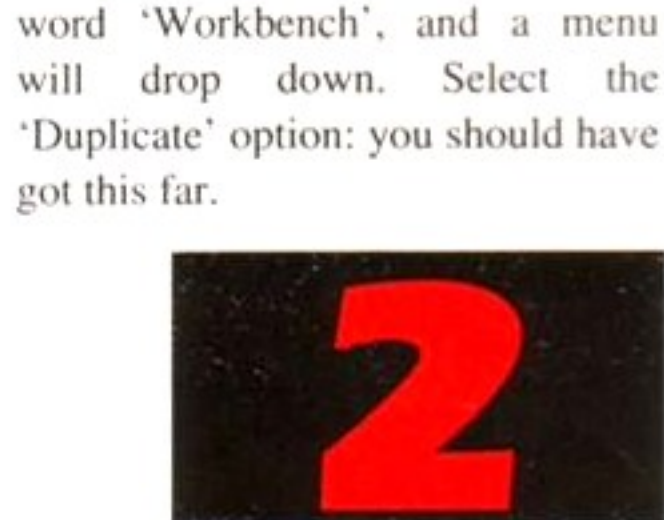 word ‘Workbench’, and a menu
will drop down. Select the
‘Duplicate’ option: you should have
got this far.
2